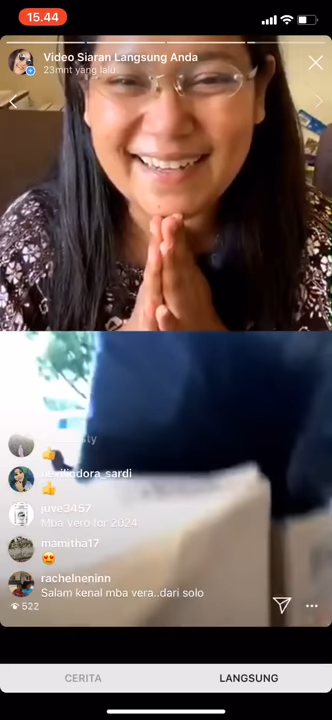 15.44
Video Siaran Langsung Anda
23mnt yang lalu
juve3457
Mba Vero for 2024
mamitha17
rachelneninn
Salam kenal mba vera..dari solo
522
CERITA
LANGSUNG